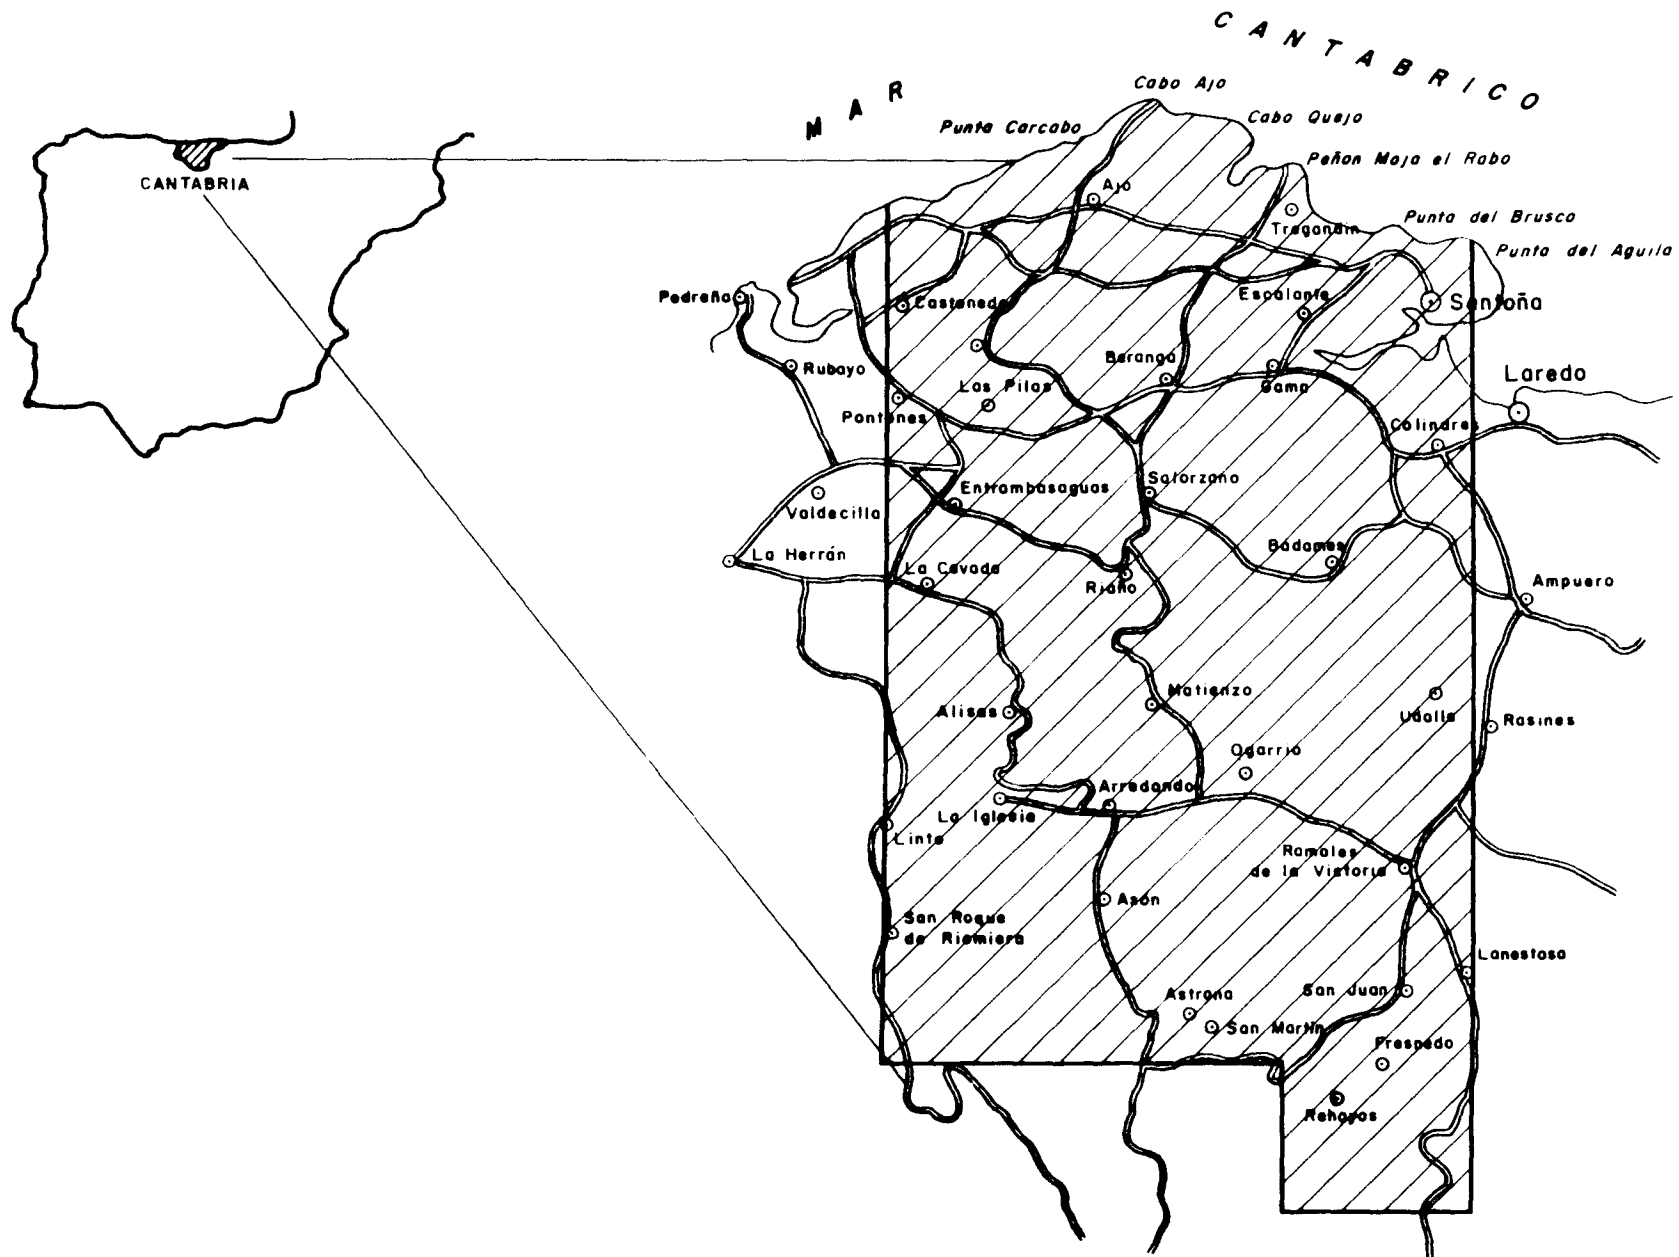 MAR CANTABRICO
Cabo Ajo
Punta Carcabo
Cabo Quejo
Peñon Maja el Rabo
CANTABRIA
Ajo
Punta del Brusco
Tregandin
Punta del Aguila
Pedreña
Castanedo
Escalante
Santoña
Rubayo
Beranga
Las Pilas
Gama
Laredo
Pontones
Colindres
Entrambasaguas
Solorzano
Valdecilla
La Herrán
La Cavada
Badames
Riaño
Ampuero
Matienzo
Alisas
Udalla
Rasines
Ogarrio
Arredondo
La Iglesia
Linto
Ramales
de la Victoria
Asón
San Roque
de Riomiera
Lanestosa
Astrana
San Juan
San Martin
Fresnedo
Rehoyos